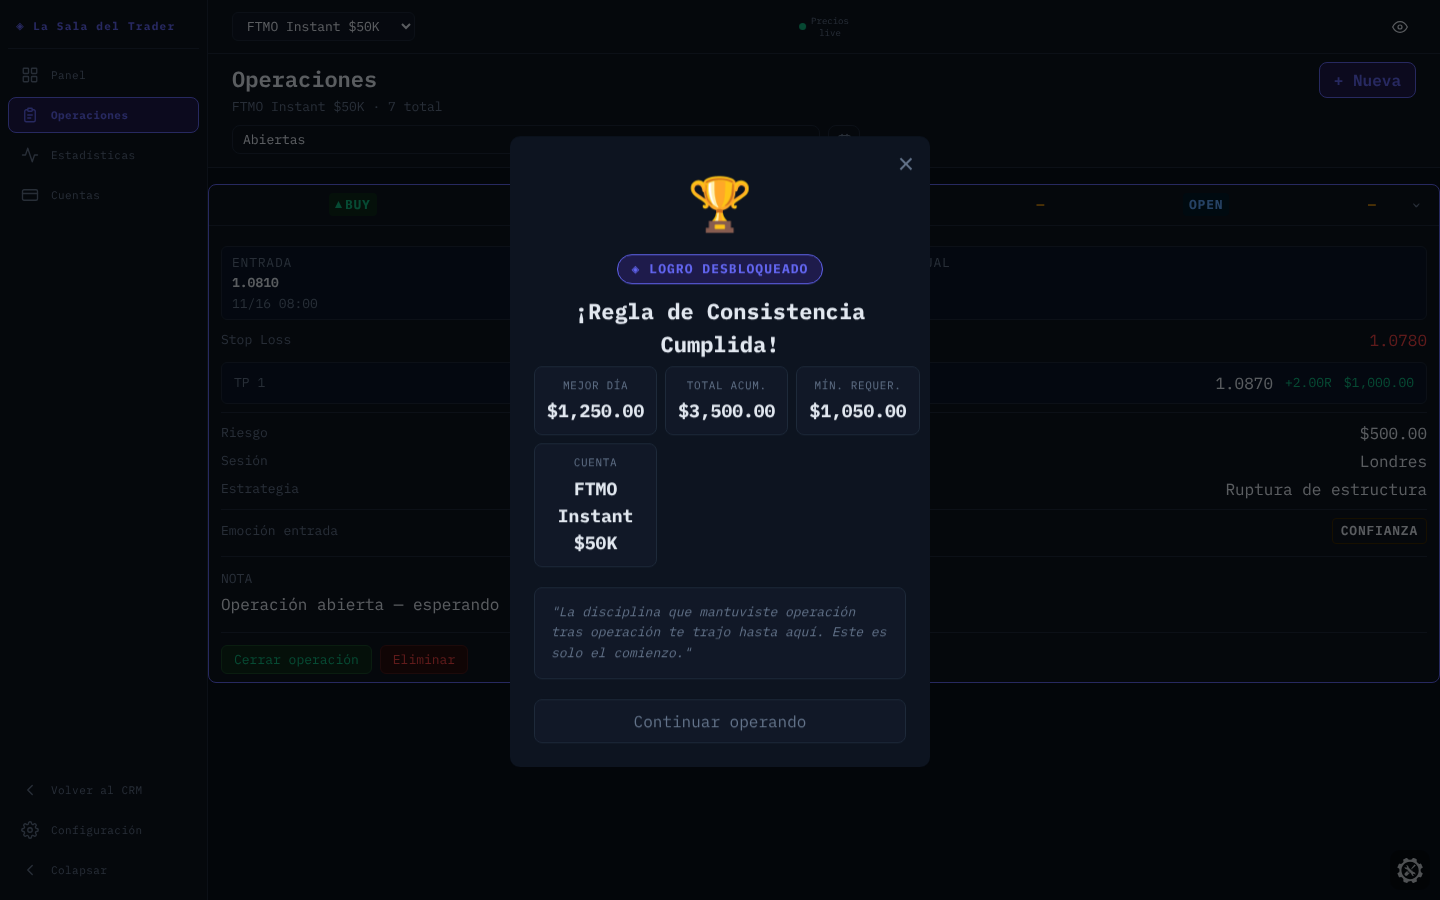 ◈ La Sala del Trader
FTMO Instant $50K
Precios
live
Panel
Operaciones
Estadísticas
Cuentas
Operaciones
+ Nueva
FTMO Instant $50K · 7 total
Abiertas
▲ BUY
—
OPEN
—
ENTRADA
1.0810
11/16 08:00
Stop Loss
1.0780
TP 1
1.0870 +2.00R $1,000.00
Riesgo
$500.00
Sesión
Londres
Estrategia
Ruptura de estructura
Emoción entrada
CONFIANZA
NOTA
Operación abierta — esperando
Cerrar operación
Eliminar
✕
◈ LOGRO DESBLOQUEADO
¡Regla de Consistencia
Cumplida!
MEJOR DÍA
$1,250.00
TOTAL ACUM.
$3,500.00
MÍN. REQUER.
$1,050.00
CUENTA
FTMO
Instant
$50K
"La disciplina que mantuviste operación
tras operación te trajo hasta aquí. Este es
solo el comienzo."
Continuar operando
Volver al CRM
Configuración
Colapsar